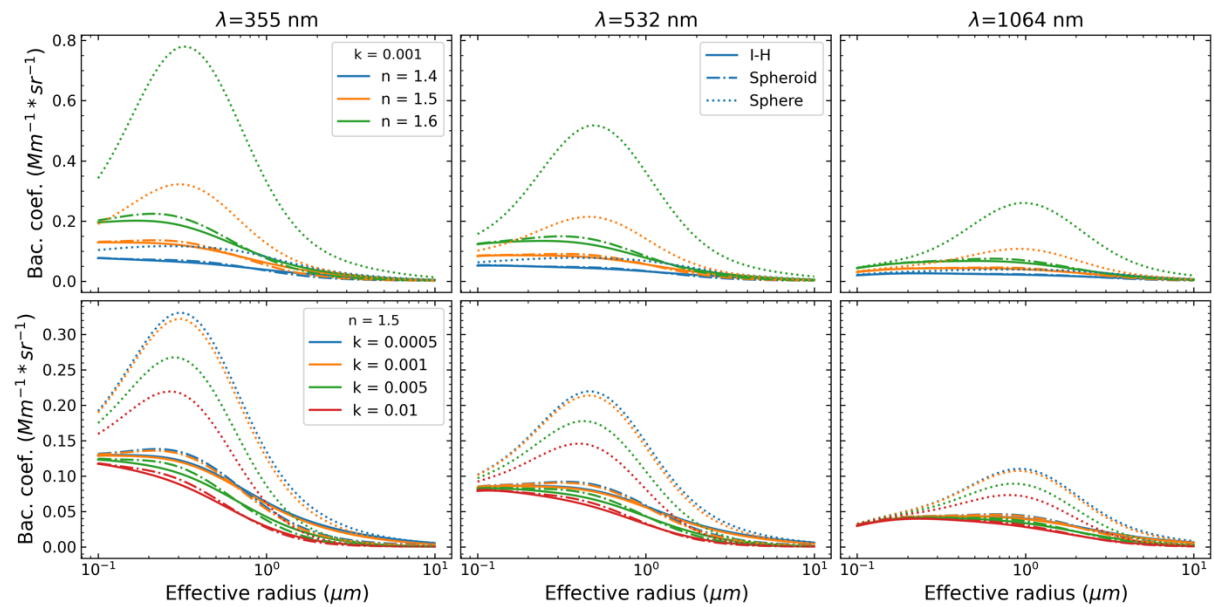 λ=355 nm
λ=532 nm
λ=1064 nm
Bac. coef. (Mm⁻¹ * sr⁻¹)
0.8
0.6
0.4
0.2
0.0
k = 0.001
n = 1.4
n = 1.5
n = 1.6
I-H
Spheroid
Sphere
Bac. coef. (Mm⁻¹ * sr⁻¹)
0.30
0.25
0.20
0.15
0.10
0.05
0.00
n = 1.5
k = 0.0005
k = 0.001
k = 0.005
k = 0.01
10⁻¹ 10⁰ 10¹
10⁻¹ 10⁰ 10¹
10⁻¹ 10⁰ 10¹
Effective radius (μm)
Effective radius (μm)
Effective radius (μm)